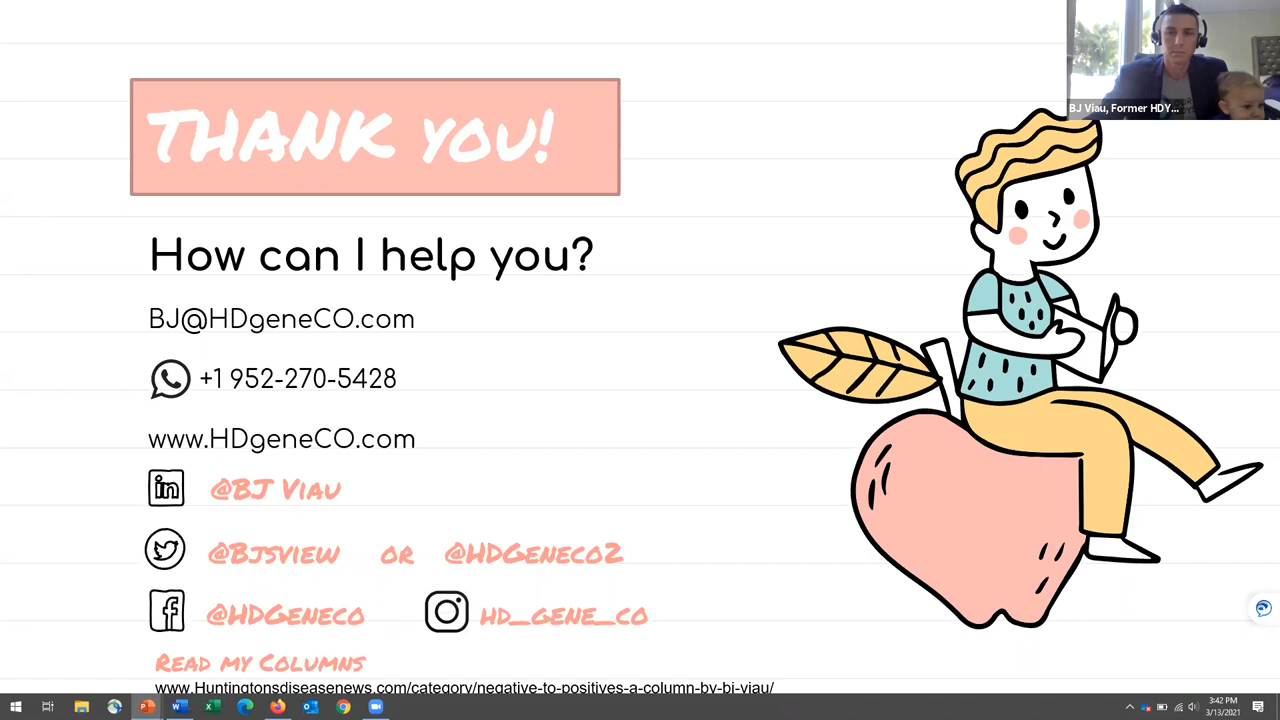 BJ Viau, Former HDY...
THANK you!
How can I help you?
BJ@HDgeneCO.com
+1 952-270-5428
www.HDgeneCO.com
in @BJ Viau
@Bjsview or @HDGeneco2
f @HDGeneco hd_gene_co
Read my Columns
www.Huntingtonsdiseasenews.com/category/negative-to-positives-a-column-by-bj-viau/
3:42 PM
3/13/2021